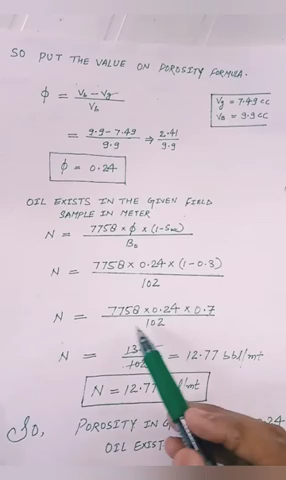 SO PUT THE VALUE ON POROSITY FORMULA.
ϕ = (Vb - Vg) / Vb
Vg = 7.49 cc
VB = 9.9 cc
= (9.9 - 7.49) / 9.9 ⇒ 2.41 / 9.9
ϕ = 0.24
OIL EXISTS IN THE GIVEN FIELD
SAMPLE IN METER
N = 7758 × ϕ × (1-Swc) / Bo
N = 7758 × 0.24 × (1-0.3) / 102
N = 7758 × 0.24 × 0.7 / 102
N = / 102 = 12.77 bbl/mt
N = 12.77 /mt
So, POROSITY IN
OIL EXIST